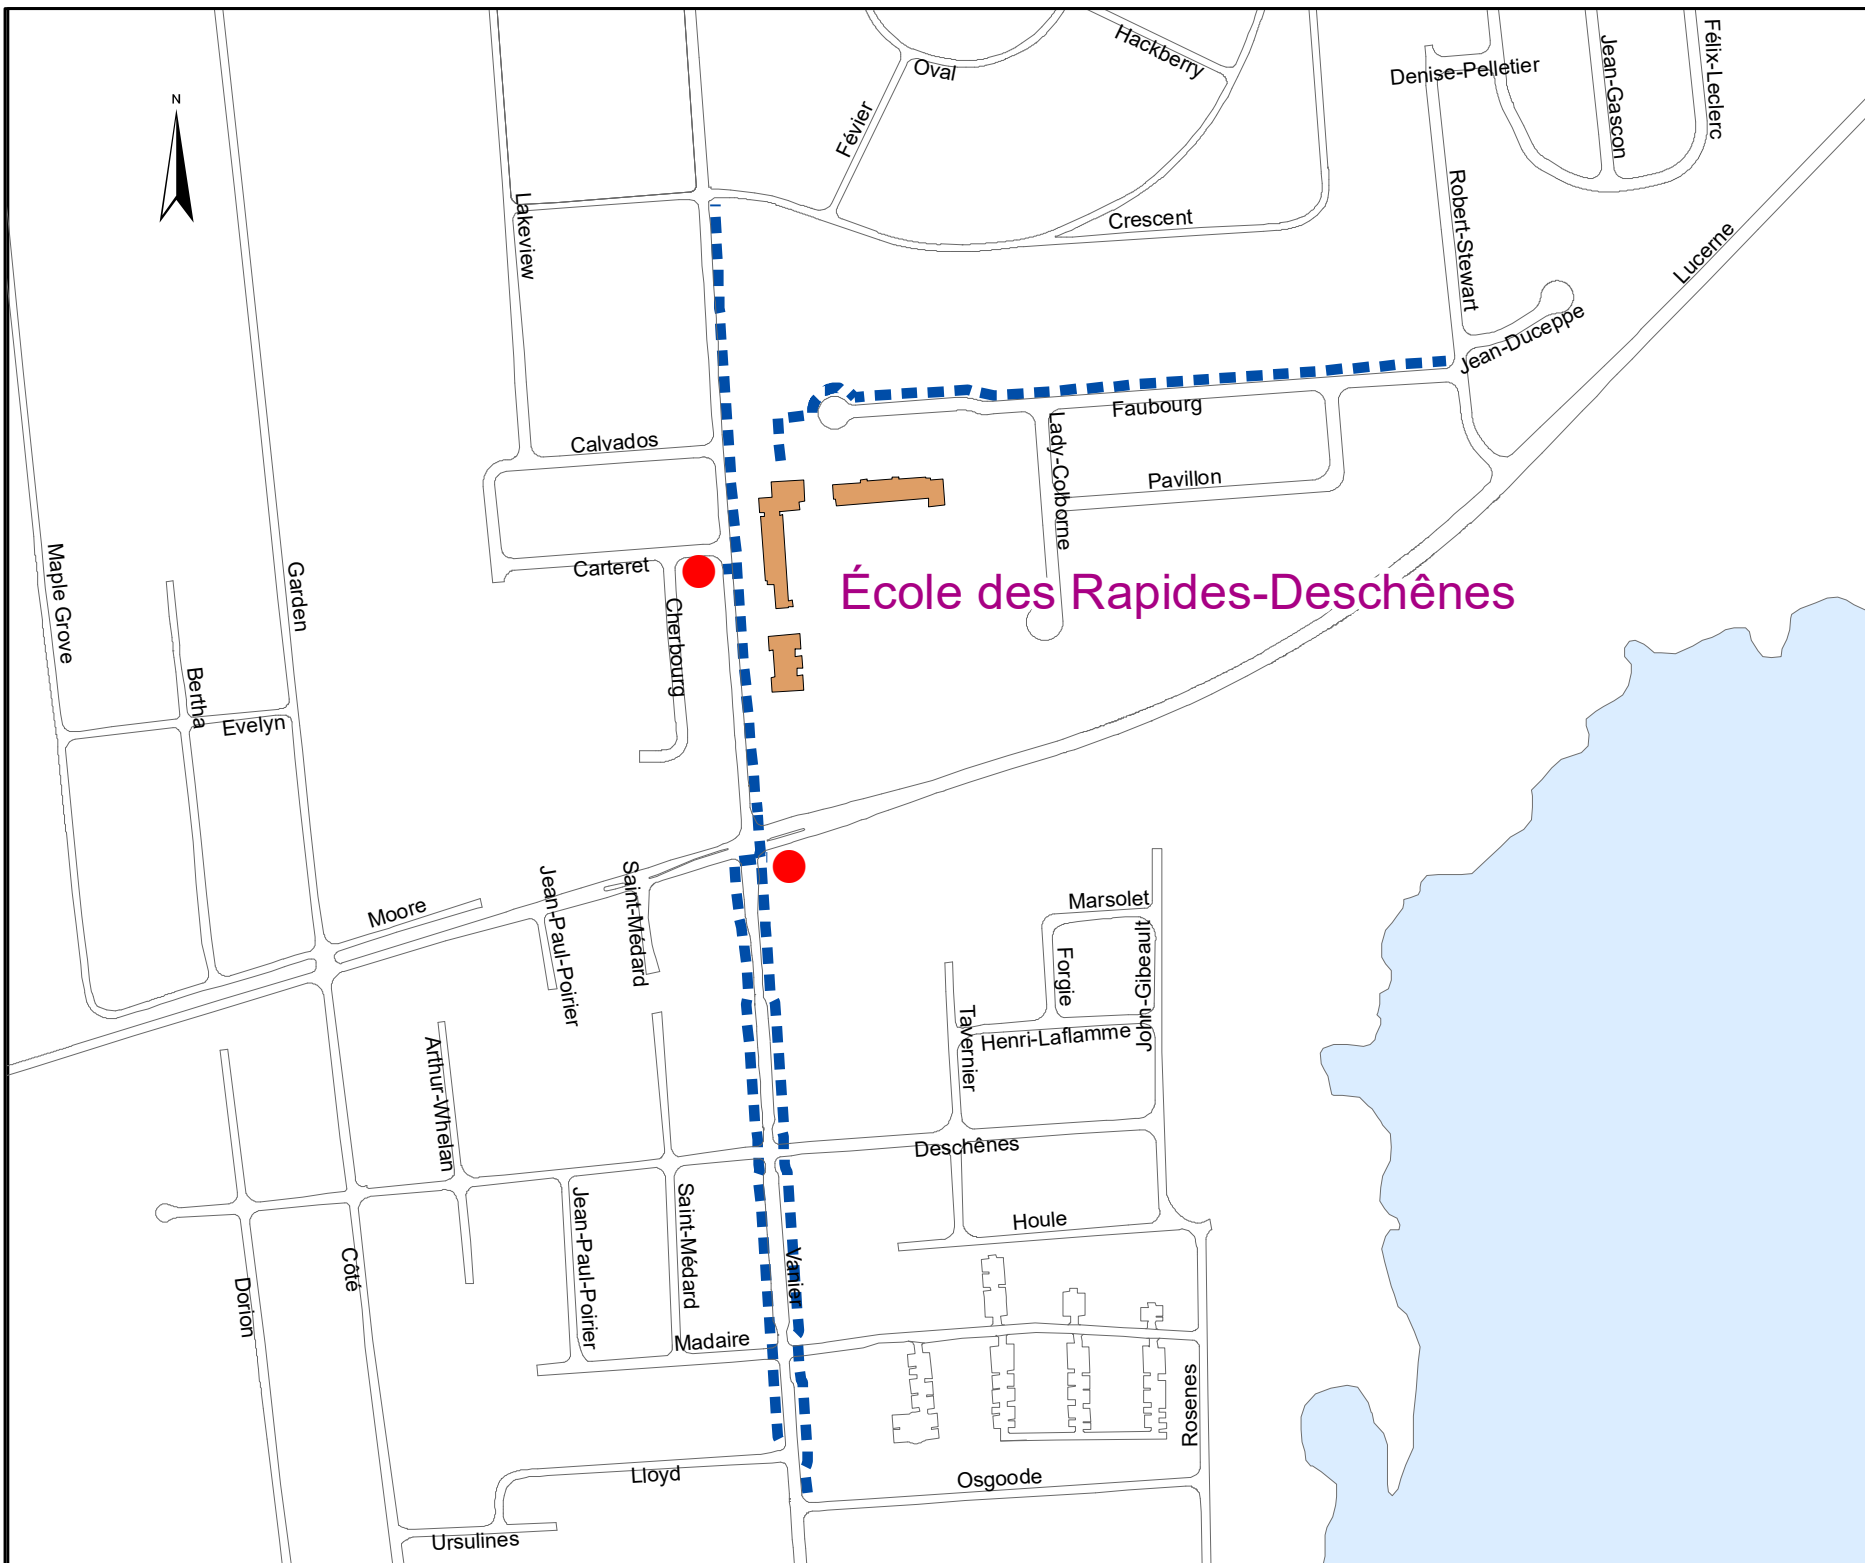 Félix-Leclerc
Hackberry
Jean-Gascon
Oval
Denise-Pelletier
N
Févier
Lakeview
Robert-Stewart
Crescent
Lucerne
Jean-Duceppe
Faubourg
Calvados
Lady-Colborne
Pavillon
Maple Grove
Garden
Carteret
École des Rapides-Deschênes
Cherbourg
Bertha
Evelyn
Moore
Jean-Paul-Poirier
Saint-Médard
Marsolet
John-Gibeault
Forgie
Tavernier
Henri-Laflamme
Arthur-Whelan
Deschênes
Jean-Paul-Poirier
Saint-Médard
Houle
Côté
Vanier
Dorion
Madaire
Rosenes
Lloyd
Osgoode
Ursulines